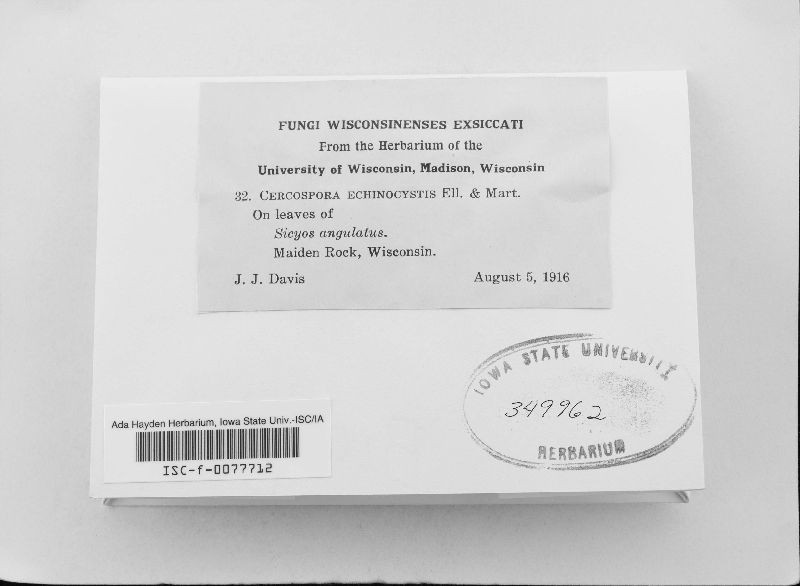 FUNGI WISCONSINENSES EXSICCATI
From the Herbarium of the
University of Wisconsin, Madison, Wisconsin
32. CERCOSPORA ECHINOCYSTIS Ell. & Mart.
On leaves of
Sicyos angulatus.
Maiden Rock, Wisconsin.
J. J. Davis August 5, 1916
IOWA STATE UNIVERSITY
349962
HERBARIUM
Ada Hayden Herbarium, Iowa State Univ.-ISC/IA
ISC-f-0077712